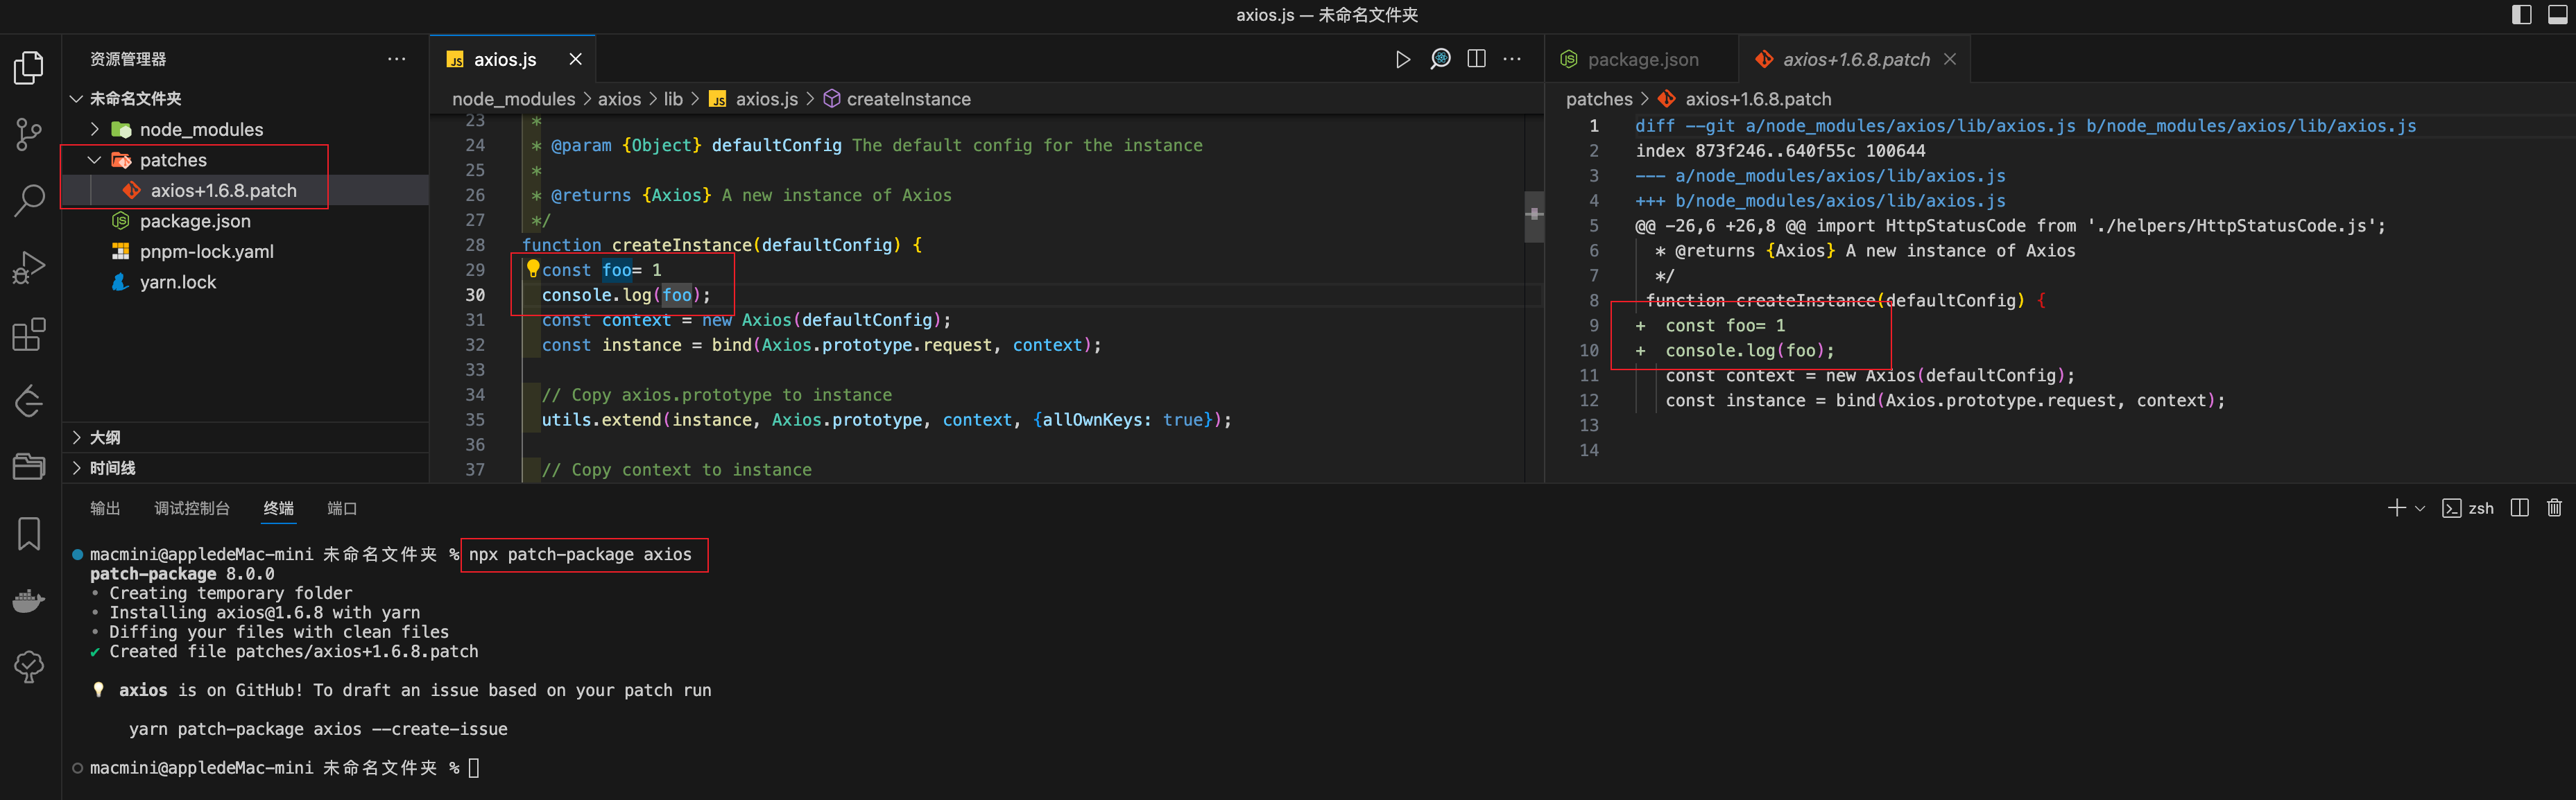 axios.js — 未命名文件夹
资源管理器
未命名文件夹
node_modules
patches
axios+1.6.8.patch
package.json
pnpm-lock.yaml
yarn.lock
大纲
时间线
JS axios.js
node_modules > axios > lib > JS axios.js > createInstance
23 *
24 * @param {Object} defaultConfig The default config for the instance
25 *
26 * @returns {Axios} A new instance of Axios
27 */
28 function createInstance(defaultConfig) {
29 const foo= 1
30 console.log(foo);
31 const context = new Axios(defaultConfig);
32 const instance = bind(Axios.prototype.request, context);
33
34 // Copy axios.prototype to instance
35 utils.extend(instance, Axios.prototype, context, {allOwnKeys: true});
36
37 // Copy context to instance
package.json
axios+1.6.8.patch
patches > axios+1.6.8.patch
1 diff --git a/node_modules/axios/lib/axios.js b/node_modules/axios/lib/axios.js
2 index 873f246..640f55c 100644
3 --- a/node_modules/axios/lib/axios.js
4 +++ b/node_modules/axios/lib/axios.js
5 @@ -26,6 +26,8 @@ import HttpStatusCode from './helpers/HttpStatusCode.js';
6 * @returns {Axios} A new instance of Axios
7 */
8 function createInstance(defaultConfig) {
9 + const foo= 1
10 + console.log(foo);
11 const context = new Axios(defaultConfig);
12 const instance = bind(Axios.prototype.request, context);
13
14
输出 调试控制台 终端 端口
zsh
macmini@appledeMac-mini 未命名文件夹 % npx patch-package axios
patch-package 8.0.0
• Creating temporary folder
• Installing axios@1.6.8 with yarn
• Diffing your files with clean files
✔ Created file patches/axios+1.6.8.patch
💡 axios is on GitHub! To draft an issue based on your patch run
yarn patch-package axios --create-issue
macmini@appledeMac-mini 未命名文件夹 %